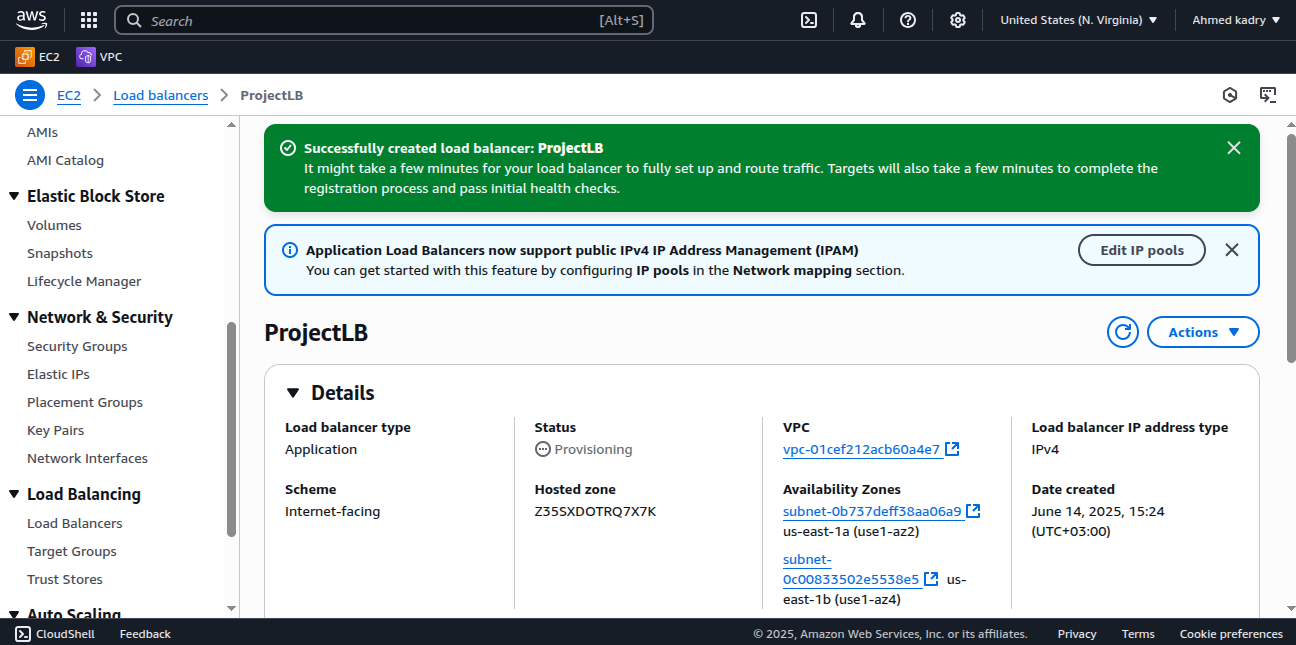 aws
Search [Alt+S]
United States (N. Virginia)
Ahmed kadry
EC2
VPC
EC2
Load balancers
ProjectLB
AMIs
AMI Catalog
Elastic Block Store
Volumes
Snapshots
Lifecycle Manager
Network & Security
Security Groups
Elastic IPs
Placement Groups
Key Pairs
Network Interfaces
Load Balancing
Load Balancers
Target Groups
Trust Stores
Auto Scaling
Successfully created load balancer: ProjectLB
It might take a few minutes for your load balancer to fully set up and route traffic. Targets will also take a few minutes to complete the
registration process and pass initial health checks.
Application Load Balancers now support public IPv4 IP Address Management (IPAM)
You can get started with this feature by configuring IP pools in the Network mapping section.
Edit IP pools
ProjectLB
Actions
Details
Load balancer type
Application
Scheme
Internet-facing
Status
Provisioning
Hosted zone
Z35SXDOTRQ7X7K
VPC
vpc-01cef212acb60a4e7
Availability Zones
subnet-0b737deff38aa06a9
us-east-1a (use1-az2)
subnet-
0c00833502e5538e5 us-
east-1b (use1-az4)
Load balancer IP address type
IPv4
Date created
June 14, 2025, 15:24
(UTC+03:00)
CloudShell
Feedback
© 2025, Amazon Web Services, Inc. or its affiliates.
Privacy
Terms
Cookie preferences